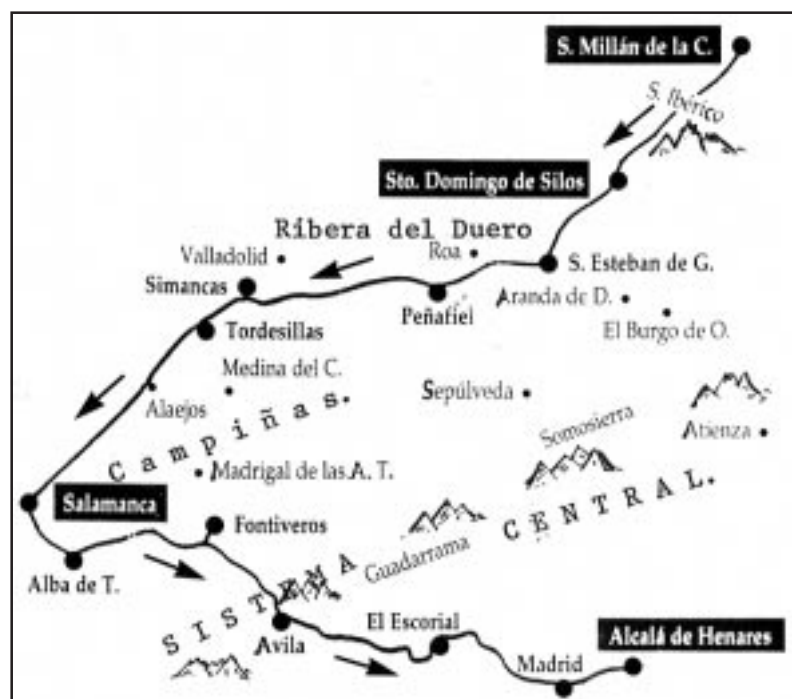 S. Millán de la C.
S. Ibérico
Sto. Domingo de Silos
Ribera del Duero
Valladolid
Roa
S. Esteban de G.
Simancas
Peñafiel
Aranda de D.
El Burgo de O.
Tordesillas
Medina del C.
Sepúlveda
Alaejos
Campiñas.
Somosierra
Atienza
Madrigal de las A. T.
Salamanca
Fontiveros
SISTEMA CENTRAL.
Guadarrama
Alba de T.
Avila
El Escorial
Alcalá de Henares
Madrid